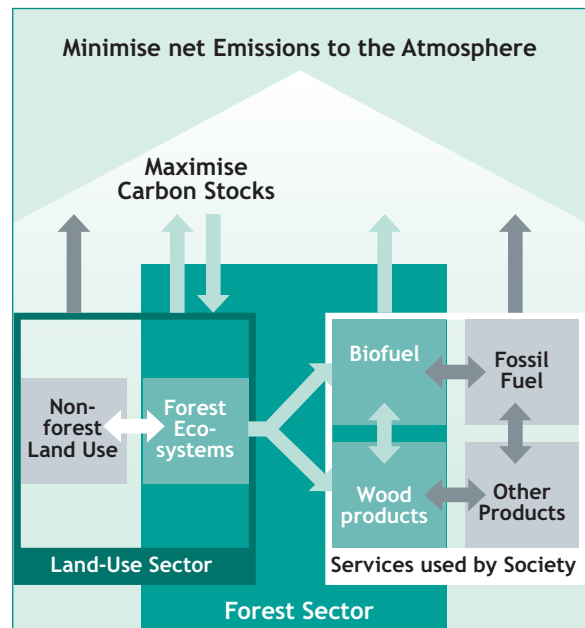 Minimise net Emissions to the Atmosphere
Maximise
Carbon Stocks
Non-
forest
Land Use
Forest
Eco-
systems
Biofuel
Fossil
Fuel
Wood
products
Other
Products
Land-Use Sector
Services used by Society
Forest Sector